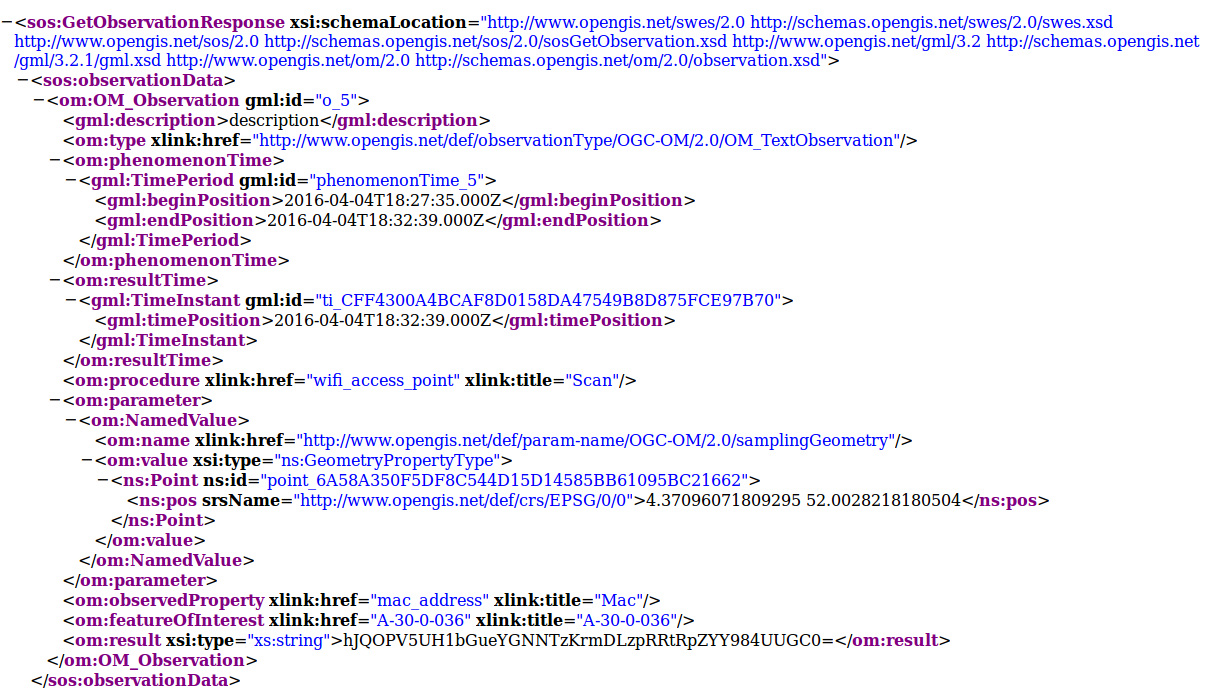 −<sos:GetObservationResponse xsi:schemaLocation="http://www.opengis.net/swes/2.0 http://schemas.opengis.net/swes/2.0/swes.xsd
http://www.opengis.net/sos/2.0 http://schemas.opengis.net/sos/2.0/sosGetObservation.xsd http://www.opengis.net/gml/3.2 http://schemas.opengis.net
/gml/3.2.1/gml.xsd http://www.opengis.net/om/2.0 http://schemas.opengis.net/om/2.0/observation.xsd">
−<sos:observationData>
−<om:OM_Observation gml:id="o_5">
<gml:description>description</gml:description>
<om:type xlink:href="http://www.opengis.net/def/observationType/OGC-OM/2.0/OM_TextObservation"/>
−<om:phenomenonTime>
−<gml:TimePeriod gml:id="phenomenonTime_5">
<gml:beginPosition>2016-04-04T18:27:35.000Z</gml:beginPosition>
<gml:endPosition>2016-04-04T18:32:39.000Z</gml:endPosition>
</gml:TimePeriod>
</om:phenomenonTime>
−<om:resultTime>
−<gml:TimeInstant gml:id="ti_CFF4300A4BCAF8D0158DA47549B8D875FCE97B70">
<gml:timePosition>2016-04-04T18:32:39.000Z</gml:timePosition>
</gml:TimeInstant>
</om:resultTime>
<om:procedure xlink:href="wifi_access_point" xlink:title="Scan"/>
−<om:parameter>
−<om:NamedValue>
<om:name xlink:href="http://www.opengis.net/def/param-name/OGC-OM/2.0/samplingGeometry"/>
−<om:value xsi:type="ns:GeometryPropertyType">
−<ns:Point ns:id="point_6A58A350F5DF8C544D15D14585BB61095BC21662">
<ns:pos srsName="http://www.opengis.net/def/crs/EPSG/0/0">4.37096071809295 52.0028218180504</ns:pos>
</ns:Point>
</om:value>
</om:NamedValue>
</om:parameter>
<om:observedProperty xlink:href="mac_address" xlink:title="Mac"/>
<om:featureOfInterest xlink:href="A-30-0-036" xlink:title="A-30-0-036"/>
<om:result xsi:type="xs:string">hJQOPV5UH1bGueYGNNTzKrmDLzpRRtRpZYY984UUGC0=</om:result>
</om:OM_Observation>
</sos:observationData>